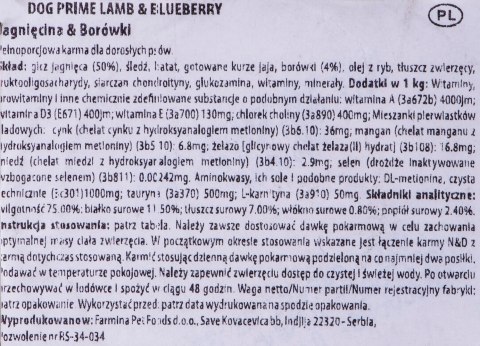 DOG PRIME LAMB & BLUEBERRY
PL
Jagnięcina & Borówki
Pełnoporcjowa karma dla dorosłych psów.
Skład: gicz jagnięca (50%), śledź, batat, gotowane kurze jaja, borówki (4%), olej z ryb, tłuszcz zwierzęcy,
fruktooligosacharydy, siarczan chondroityny, glukozamina, witaminy, minerały. Dodatki w 1 kg: Witaminy,
prowitaminy i inne chemicznie zdefiniowane substancje o podobnym działaniu: witamina A (3a672b) 4000jm;
witamina D3 (E671) 400jm; witamina E (3a700) 130mg; chlorek choliny (3a890) 400mg; Mieszanki pierwiastków
śladowych: cynk (chelat cynku z hydroksyanalogiem metioniny) (3b6.10): 36mg; mangan (chelat manganu z
hydroksyanalogiem metioniny) (3b5 10): 6.8mg; żelazo (glicynowy chelat żelaza(II) hydrat) (3b108): 16.8mg;
miedź (chelat miedzi z hydroksyaralogiem metioniny) (3b4.10): 2.9mg; selen (drożdże inaktywowane
wzbogacone selenem) (3b811): 0.00242mg. Aminokwasy, ich sole i podobne produkty: DL-metionina, czysta
technicznie (3c301)1000mg; tauryna (3a370) 500mg; L-karnityna (3a910) 50mg. Składniki analityczne:
wilgotność 75.00%; białko surowe 11.50%; tłuszcz surowy 7.00%; włókno surowe 0.80%; popiół surowy 2.40%.
Instrukcja stosowania: patrz tabela. Należy zawsze dostosować dawkę pokarmową w celu zachowania
optymalnej masy ciała zwierzęcia. W początkowym okresie stosowania wskazane jest łączenie karmy N&D z
karmą dotychczas stosowaną. Karmić stosując dzienną dawkę pokarmową podzieloną na co najmniej dwa posiłki.
Podawać w temperaturze pokojowej. Należy zapewnić zwierzęciu dostęp do czystej i świeżej wody. Po otwarciu
przechowywać w lodówce i spożyć w ciągu 48 godzin. Waga netto/Numer partii/Numer rejestracyjny fabryki:
patrz opakowanie. Wykorzystać przed: patrz data wydrukowana na spodzie opakowania.
Wyprodukowano: Farmina Pet Foods d.o.o., Save Kovacevica bb, Indjija 22320 - Serbia,
Pozwolenie nr RS-34-034